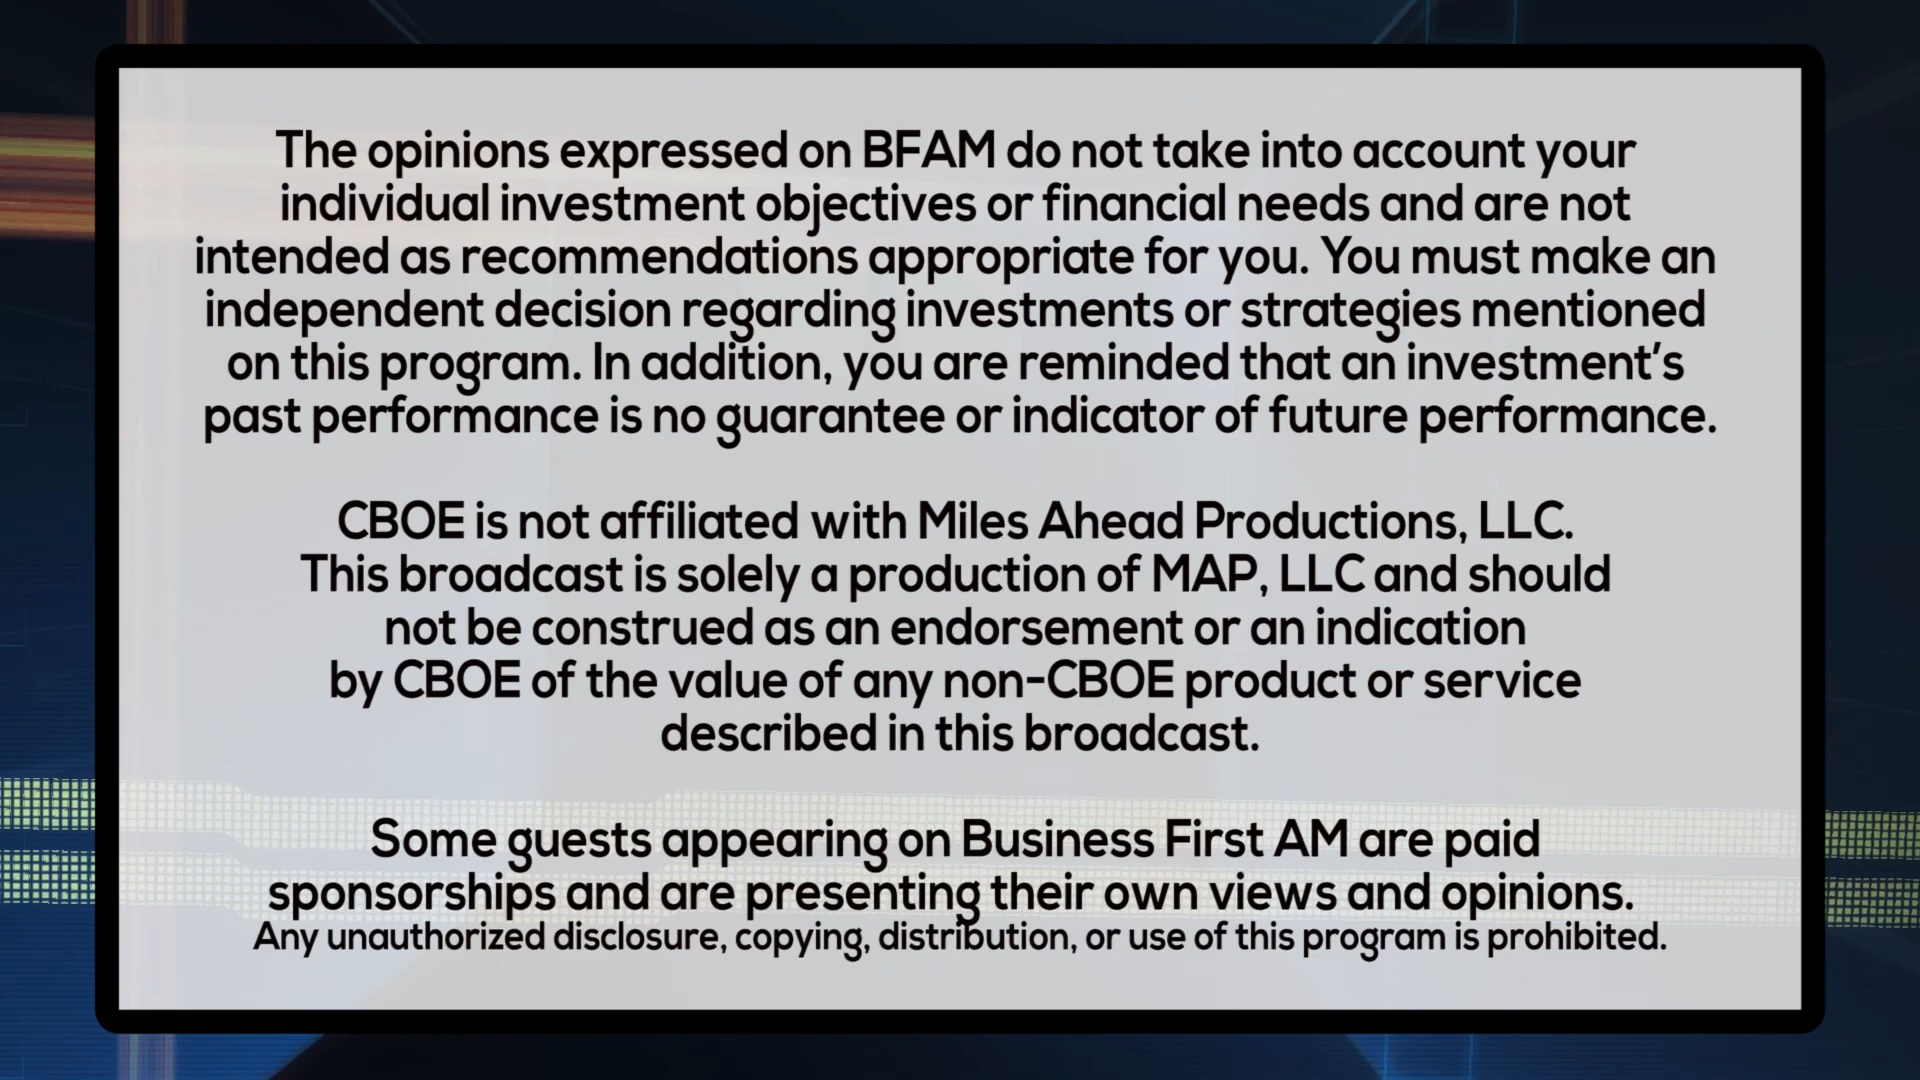 The opinions expressed on BFAM do not take into account your
individual investment objectives or financial needs and are not
intended as recommendations appropriate for you. You must make an
independent decision regarding investments or strategies mentioned
on this program. In addition, you are reminded that an investment’s
past performance is no guarantee or indicator of future performance.
CBOE is not affiliated with Miles Ahead Productions, LLC.
This broadcast is solely a production of MAP, LLC and should
not be construed as an endorsement or an indication
by CBOE of the value of any non-CBOE product or service
described in this broadcast.
Some guests appearing on Business First AM are paid
sponsorships and are presenting their own views and opinions.
Any unauthorized disclosure, copying, distribution, or use of this program is prohibited.